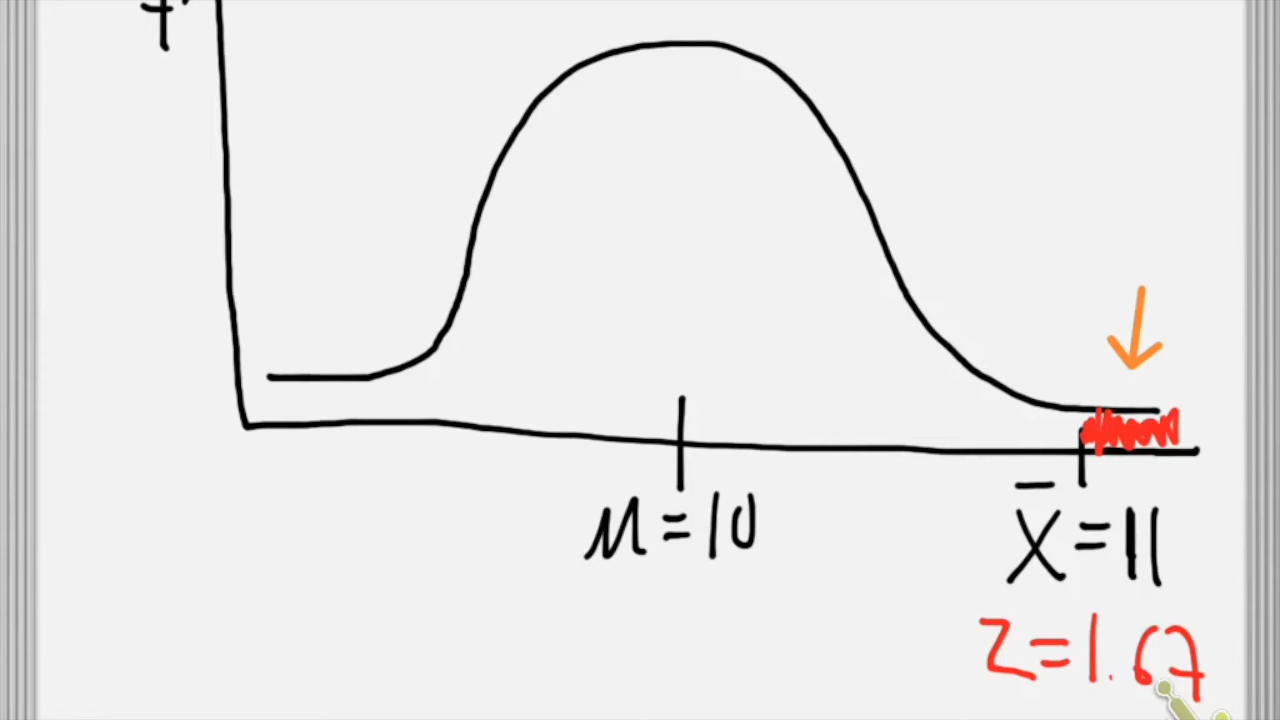 f
μ = 10
X̄ = 11
Z = 1.67